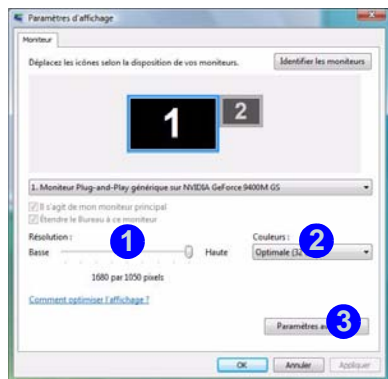 Paramètres d'affichage
Moniteur
Déplacez les icônes selon la disposition de vos moniteurs.
Identifier les moniteurs
1
2
1. Moniteur Plug-and-Play générique sur NVIDIA GeForce 9400M GS
Il s'agit de mon moniteur principal
Étendre le Bureau à ce moniteur
Résolution :
1
Couleurs :
2
Basse
Haute
Optimale (32
1680 par 1050 pixels
Comment optimiser l'affichage ?
Paramètres
3
OK
Annuler
Appliquer